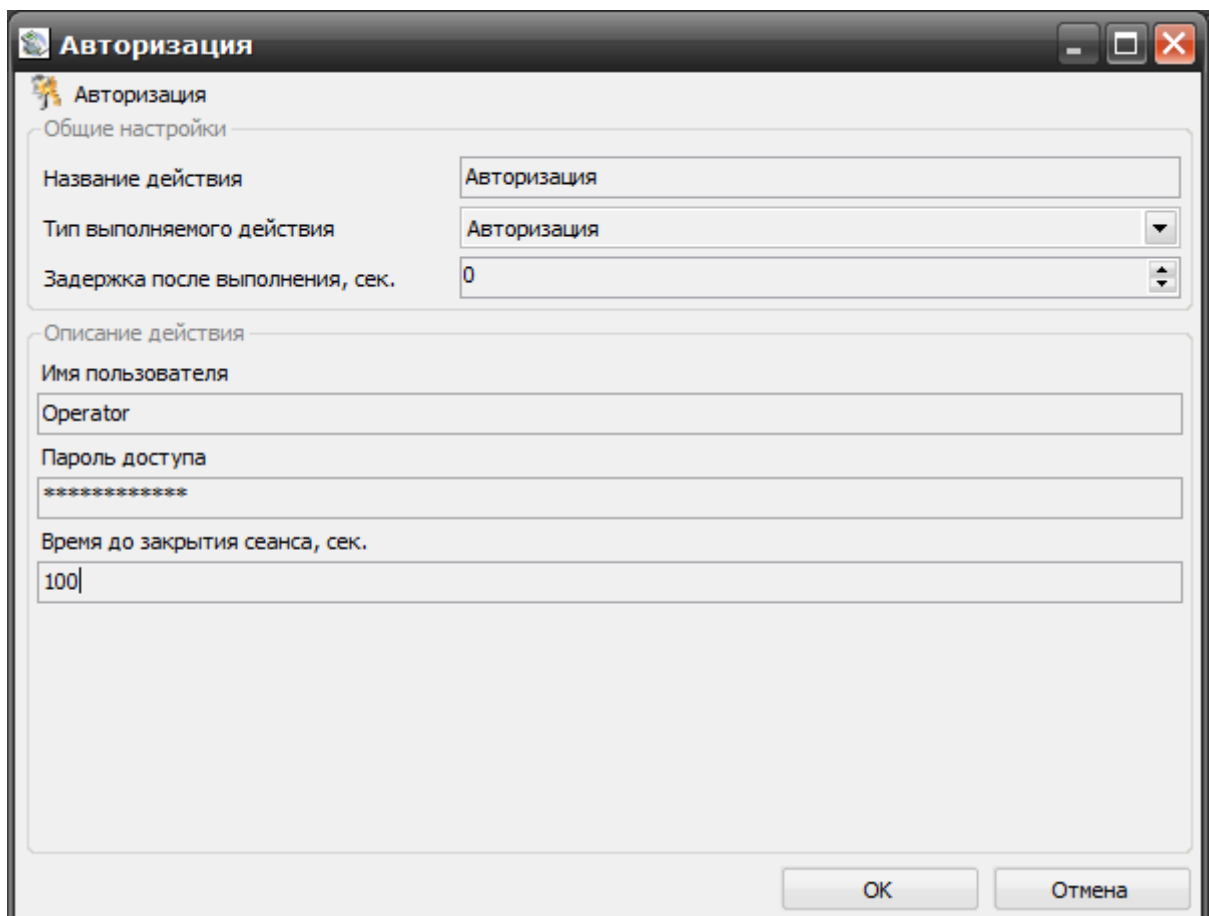 Авторизация
Авторизация
Общие настройки
Название действия Авторизация
Тип выполняемого действия Авторизация
Задержка после выполнения, сек. 0
Описание действия
Имя пользователя
Operator
Пароль доступа
************
Время до закрытия сеанса, сек.
100
OK Отмена